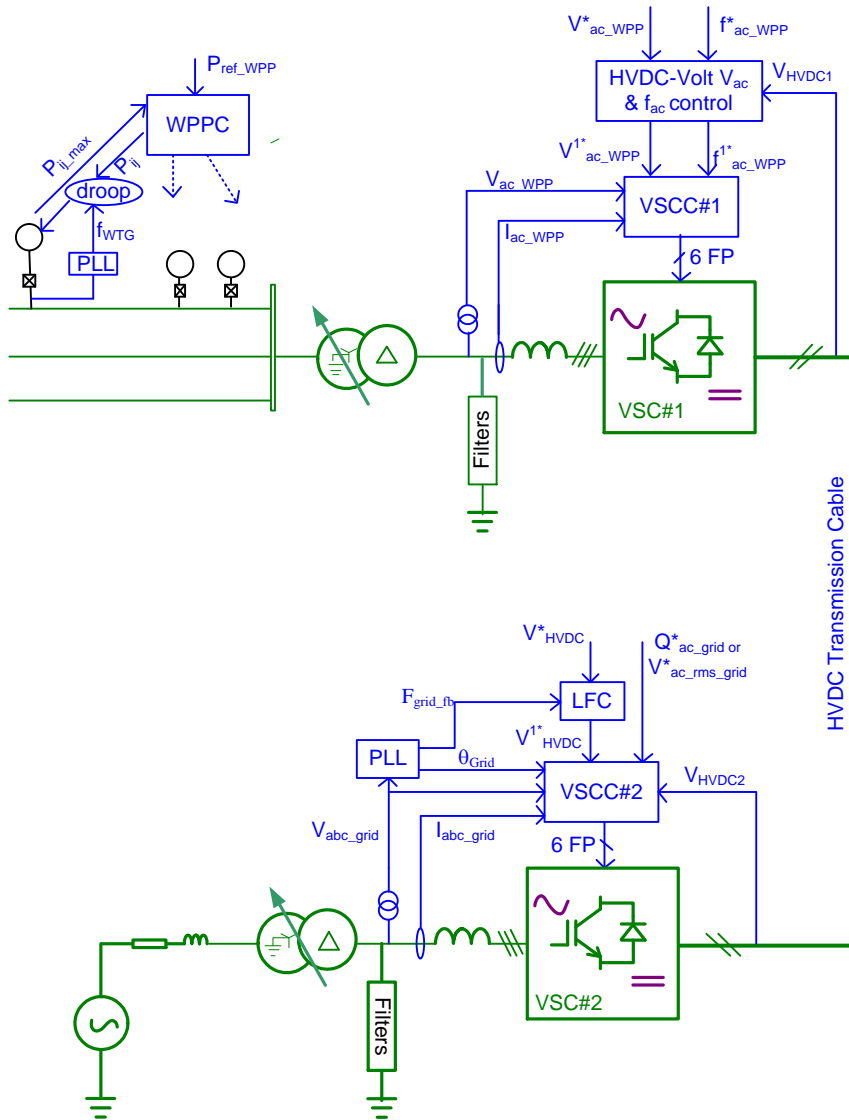 V*ac_WPP
f*ac_WPP
Pref_WPP
HVDC-Volt Vac
& fac control
VHVDC1
WPPC
Pij_max
Pij
V1*ac_WPP
f1*ac_WPP
droop
Vac_WPP
VSCC#1
fWTG
Iac_WPP
PLL
6 FP
VSC#1
Filters
HVDC Transmission Cable
V*HVDC
Q*ac_grid or
V*ac_rms_grid
Fgrid_fb
LFC
V1*HVDC
PLL
θGrid
VSCC#2
VHVDC2
Vabc_grid
Iabc_grid
6 FP
VSC#2
Filters